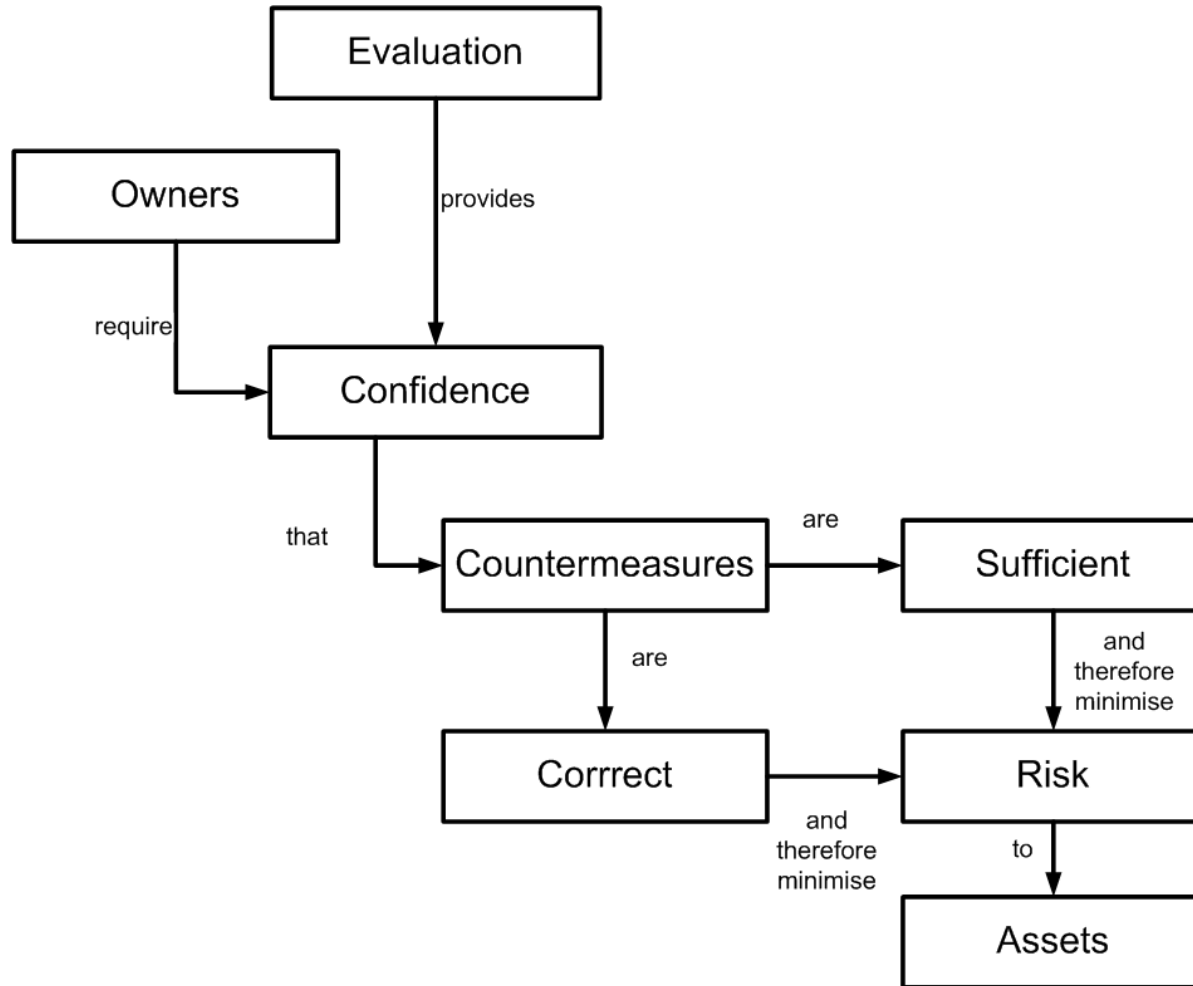 Evaluation
Owners
provides
require
Confidence
that
Countermeasures
are
Sufficient
are
and
therefore
minimise
Corrrect
and
therefore
minimise
Risk
to
Assets